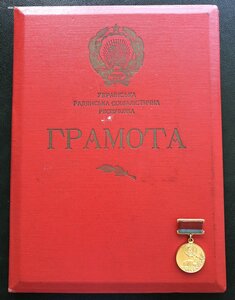 УКРАЇНСЬКА
РАДЯНСЬКА СОЦІАЛІСТИЧНА
РЕСПУБЛІКА
ГРАМОТА